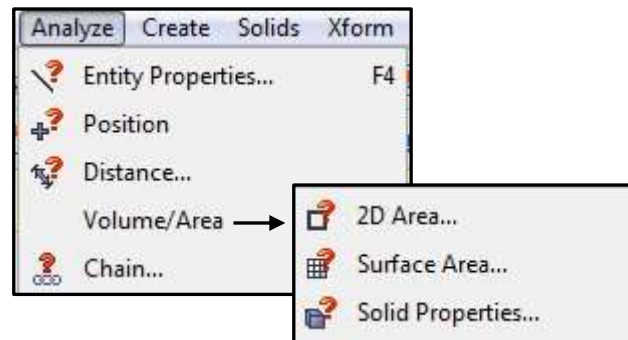 Analyze Create Solids Xform
Entity Properties... F4
Position
Distance...
Volume/Area
Chain...
2D Area...
Surface Area...
Solid Properties...